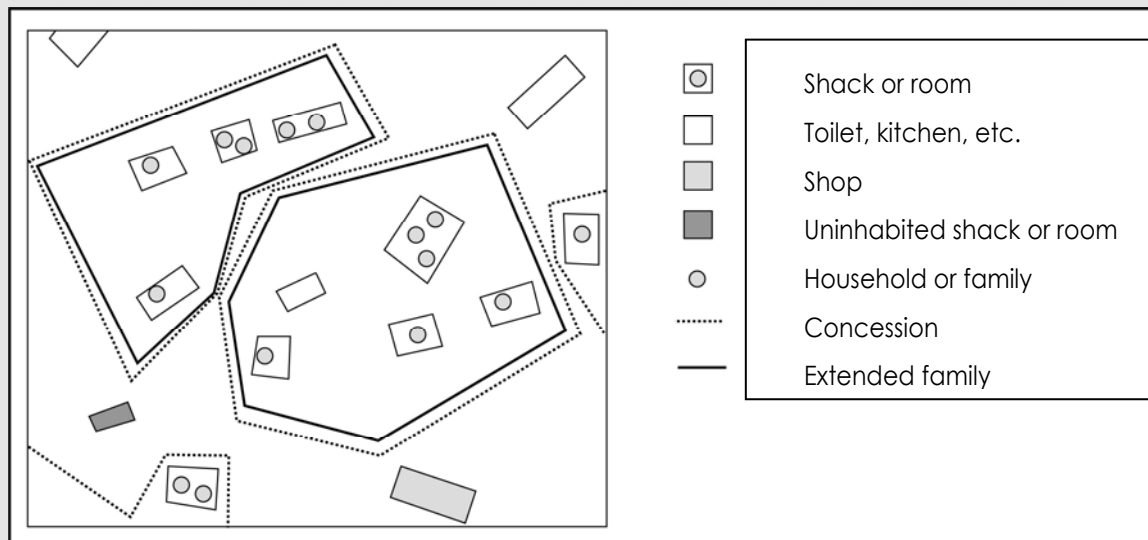 Shack or room
Toilet, kitchen, etc.
Shop
Uninhabited shack or room
Household or family
Concession
Extended family